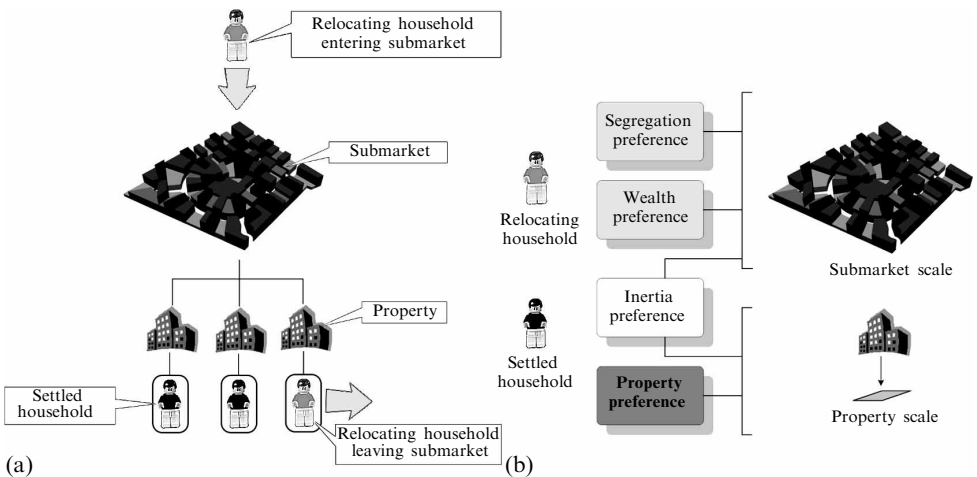 Relocating household
entering submarket
Submarket
Property
Settled
household
Relocating household
leaving submarket
(a)
Segregation
preference
Wealth
preference
Relocating
household
Inertia
preference
Settled
household
Property
preference
Submarket scale
Property scale
(b)